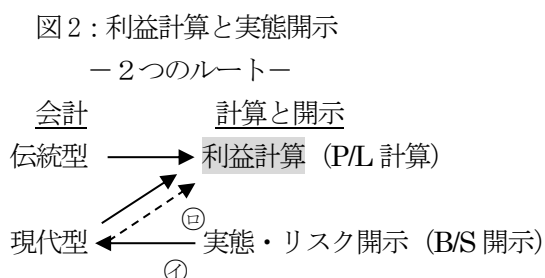 図2：利益計算と実態開示
－２つのルート－
会計 計算と開示
伝統型 利益計算（P/L 計算）
㋺
現代型 実態・リスク開示（B/S 開示）
㋑